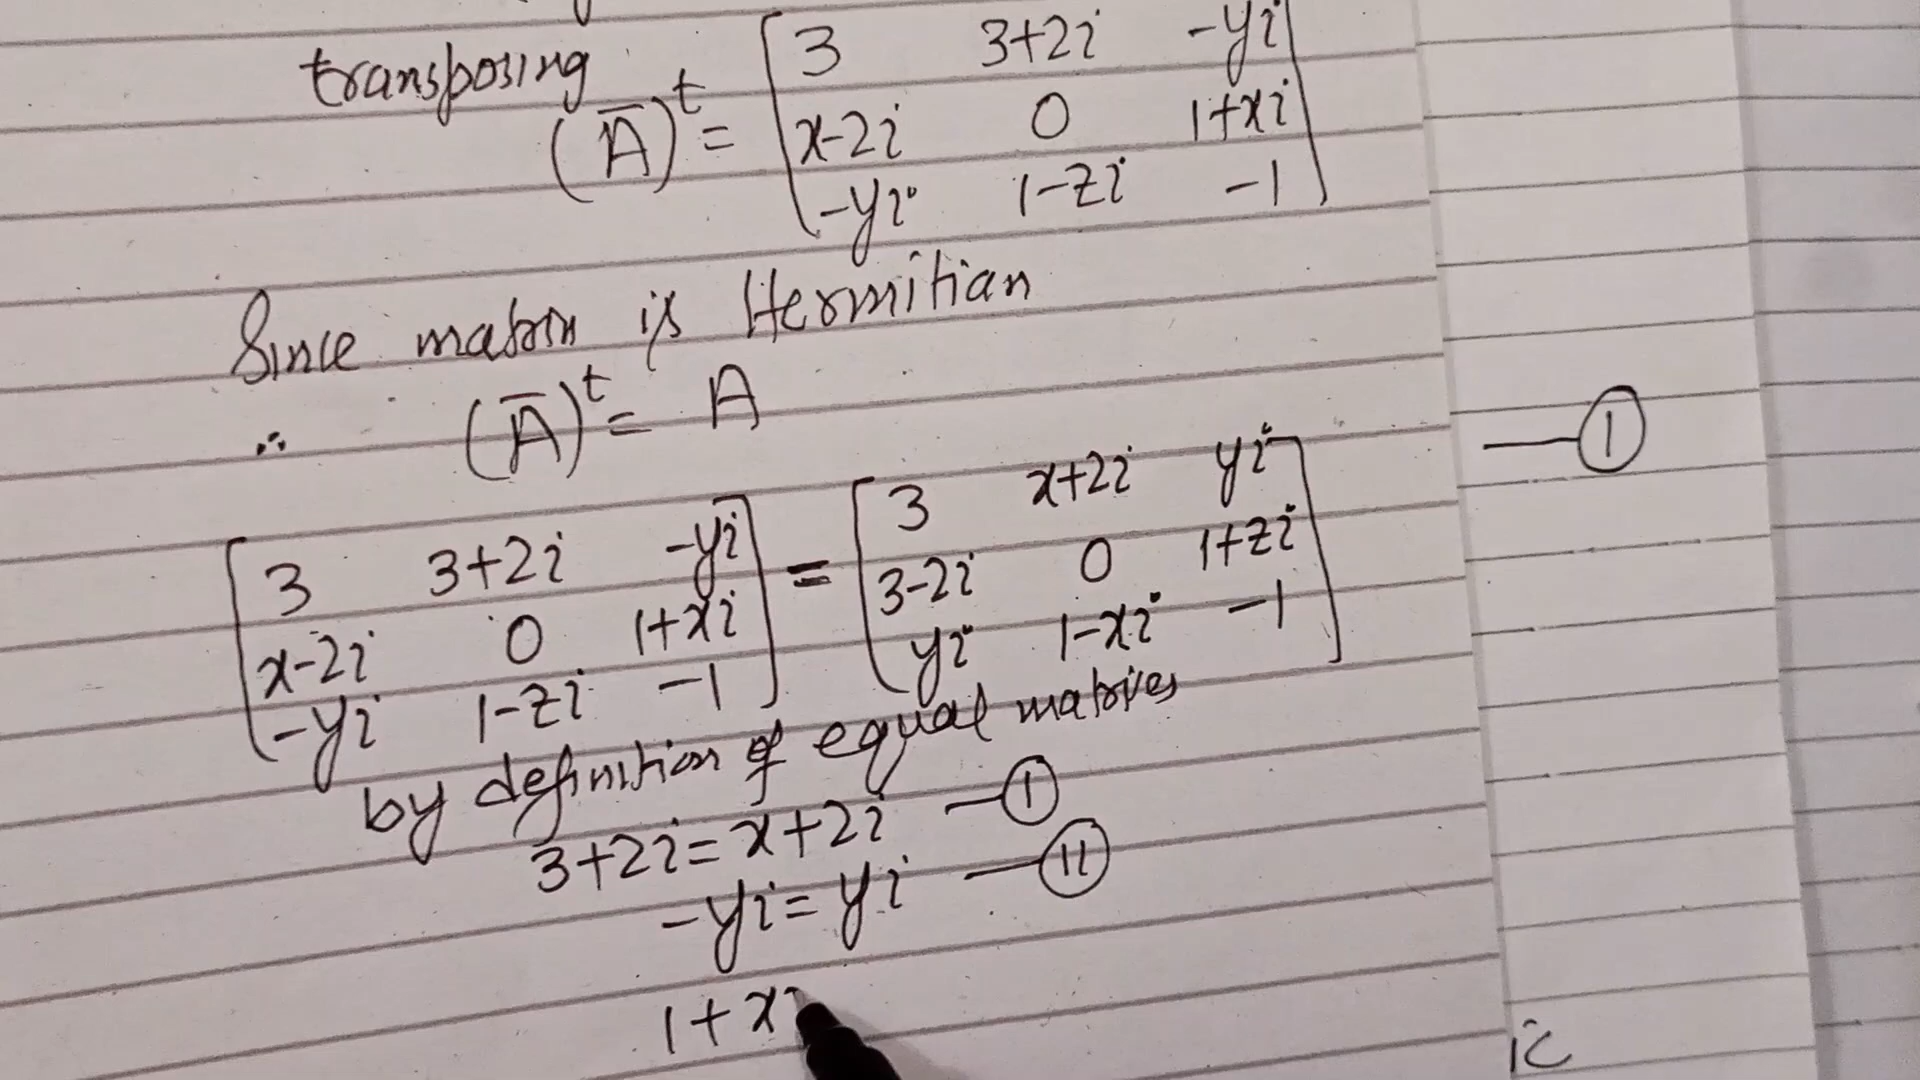 transposing
(Ā)ᵗ = [3 3+2i -yi
x-2i 0 1+xi
-yi 1-zi -1]
Since matrix is Hermitian
∴ (Ā)ᵗ = A
—①
[3 3+2i -yi = [3 x+2i yi
x-2i 0 1+xi 3-2i 0 1+zi
-yi 1-zi -1] yi 1-xi -1]
by definition of equal matrices
3+2i = x+2i —Ⓘ
-yi = yi —Ⓘⓘ
1+x
ic